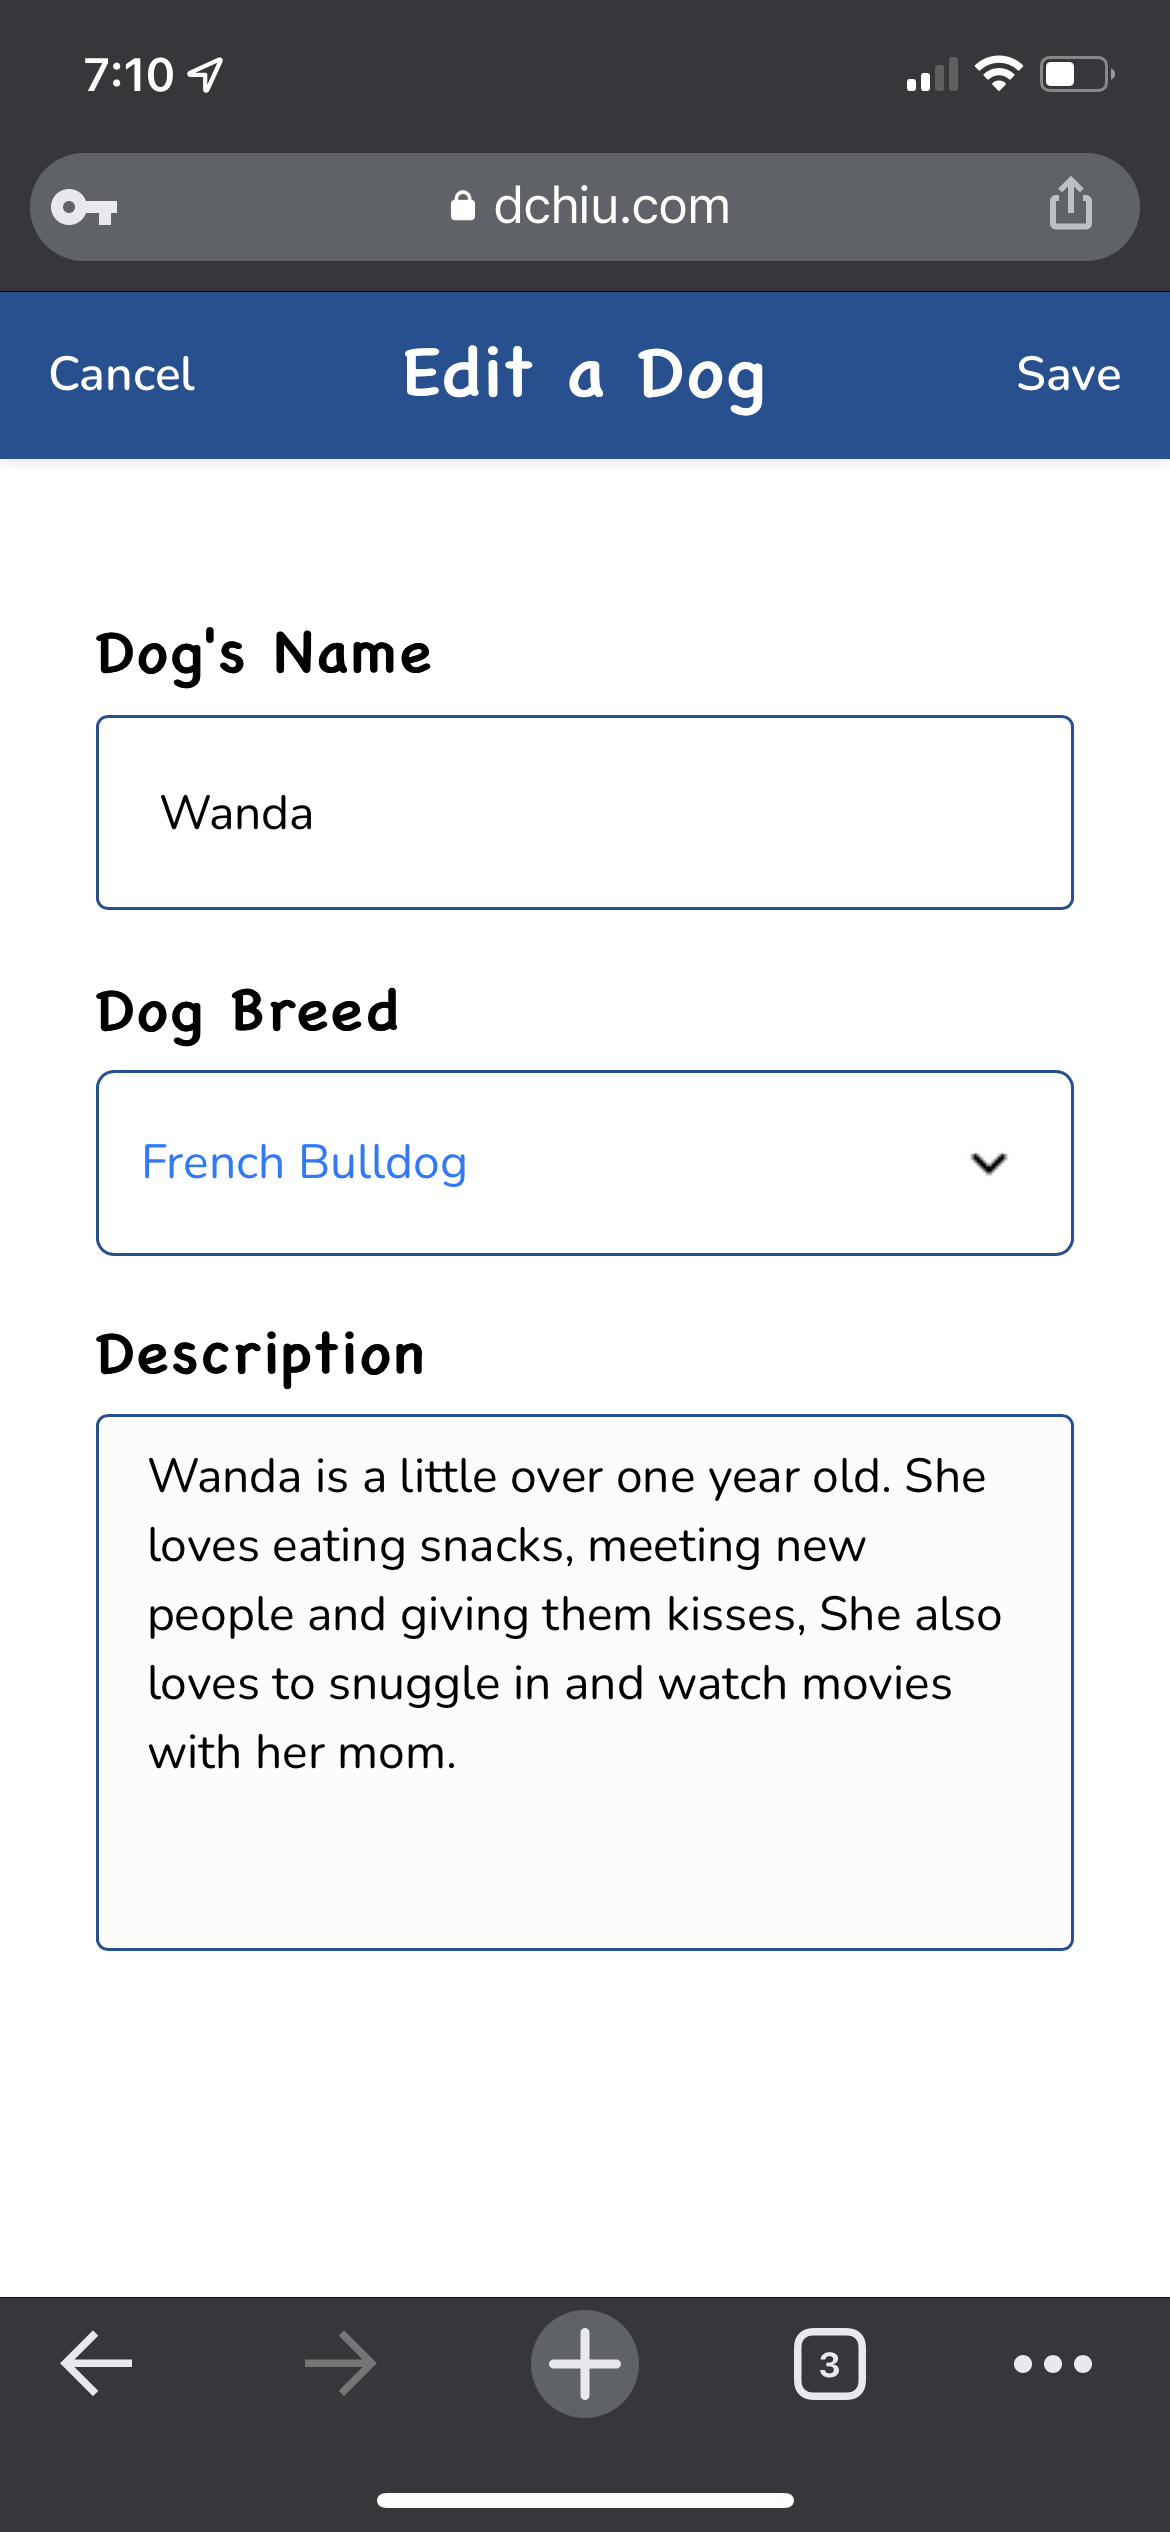 7:10
dchiu.com
Cancel
Edit a Dog
Save
Dog's Name
Wanda
Dog Breed
French Bulldog
Description
Wanda is a little over one year old. She
loves eating snacks, meeting new
people and giving them kisses, She also
loves to snuggle in and watch movies
with her mom.
3